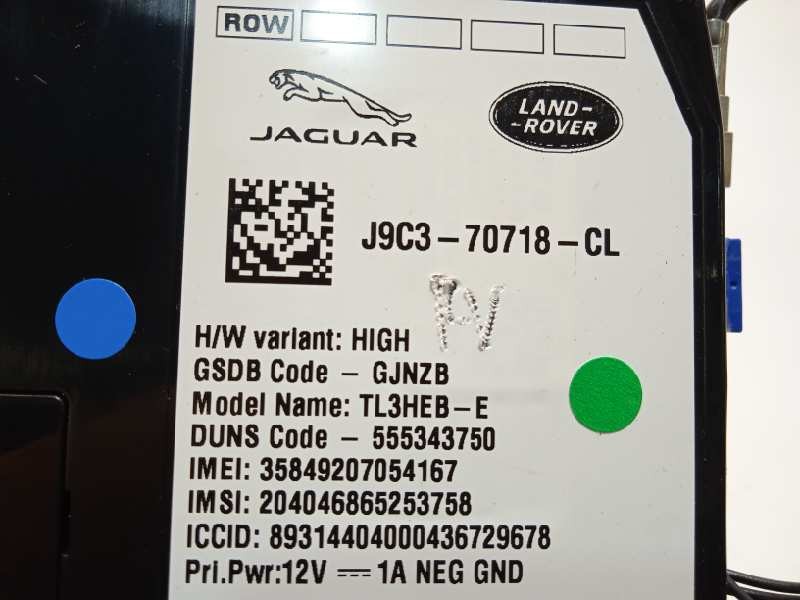 ROW
JAGUAR
LAND-
-ROVER
J9C3-70718-CL
H/W variant: HIGH
GSDB Code - GJNZB
Model Name: TL3HEB-E
DUNS Code - 555343750
IMEI: 35849207054167
IMSI: 204046865253758
ICCID: 89314404000436729678
Pri.Pwr:12V ⎓ 1A NEG GND